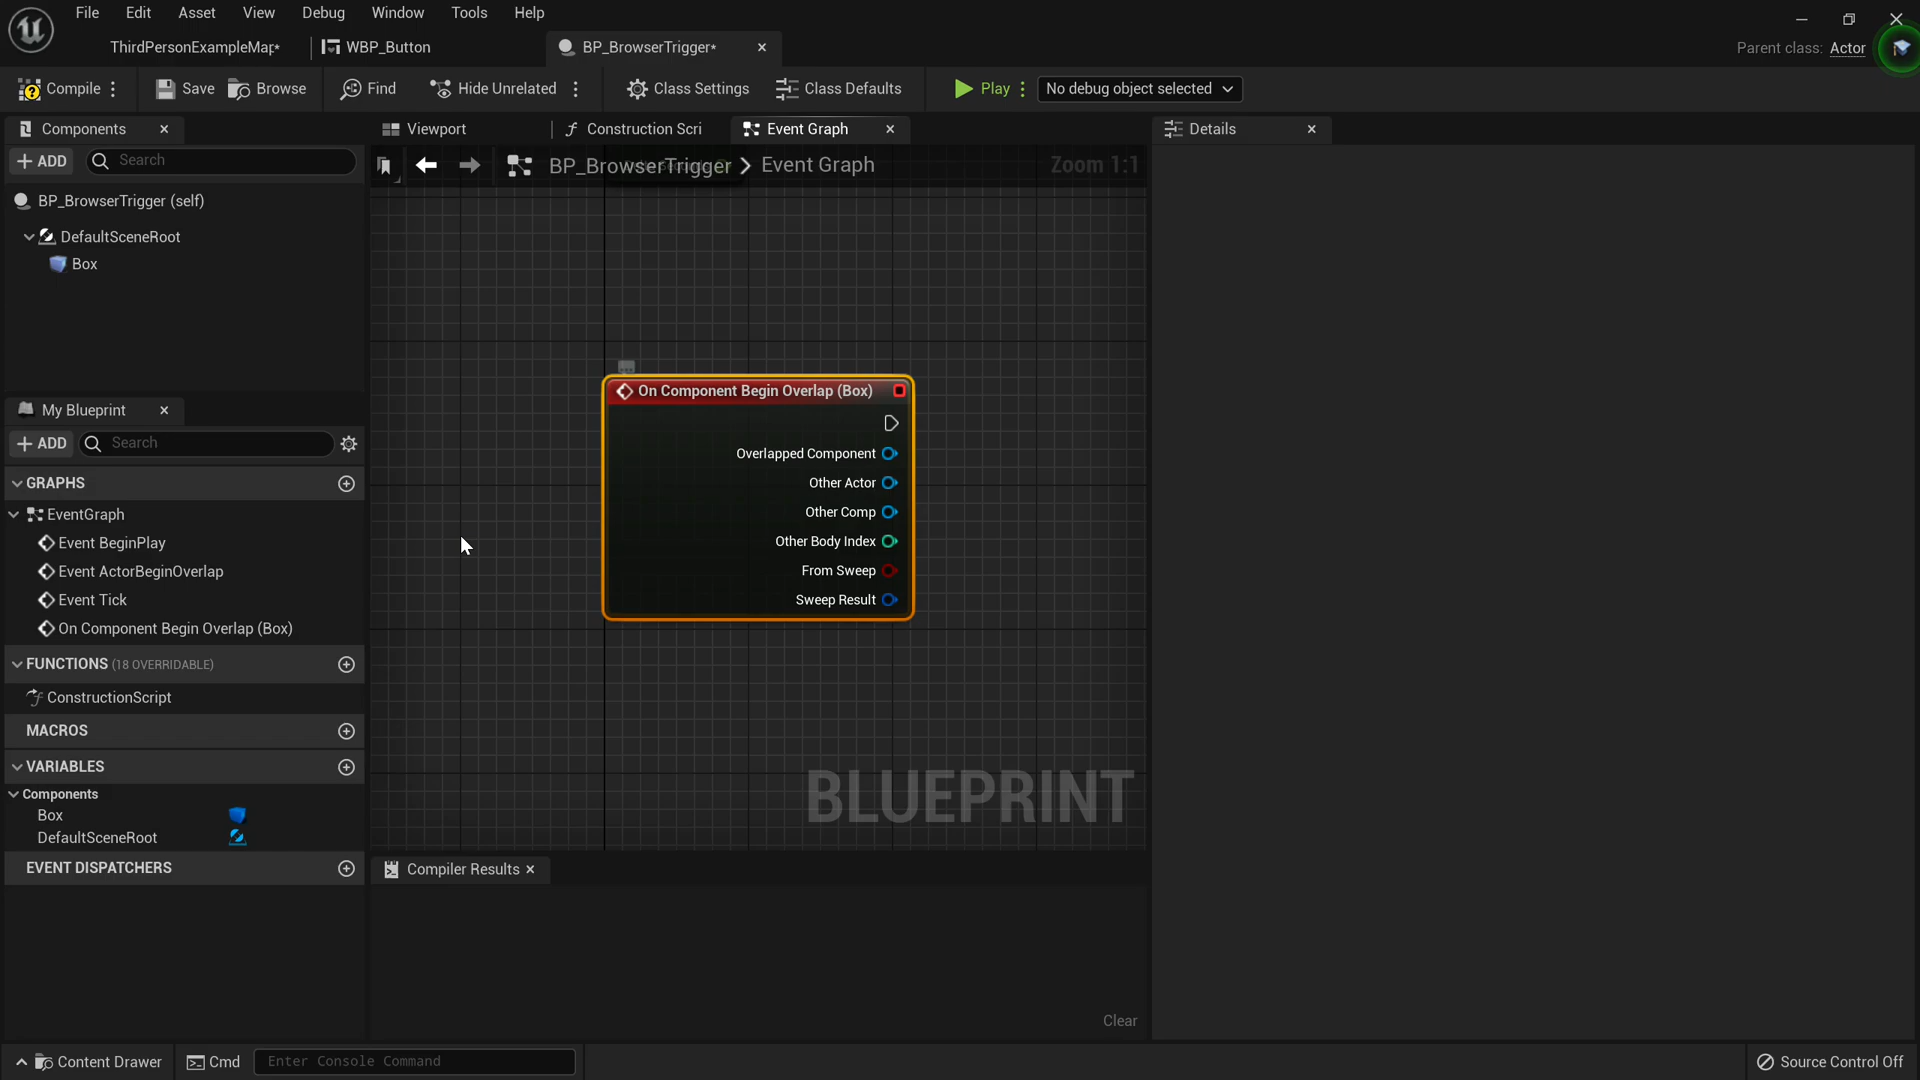 File Edit Asset View Debug Window Tools Help
ThirdPersonExampleMap* WBP_Button BP_BrowserTrigger* Parent class: Actor
Compile Save Browse Find Hide Unrelated Class Settings Class Defaults Play No debug object selected
Components Viewport Construction Scri Event Graph Details
ADD Search
BP_BrowserTrigger > Event Graph Zoom 1:1
BP_BrowserTrigger (self)
DefaultSceneRoot
Box
On Component Begin Overlap (Box)
Overlapped Component
Other Actor
Other Comp
Other Body Index
From Sweep
Sweep Result
My Blueprint
ADD Search
GRAPHS
EventGraph
Event BeginPlay
Event ActorBeginOverlap
Event Tick
On Component Begin Overlap (Box)
FUNCTIONS (18 OVERRIDABLE)
ConstructionScript
MACROS
VARIABLES
Components
Box
DefaultSceneRoot
EVENT DISPATCHERS
BLUEPRINT
Compiler Results
Clear
Content Drawer Cmd Enter Console Command Source Control Off